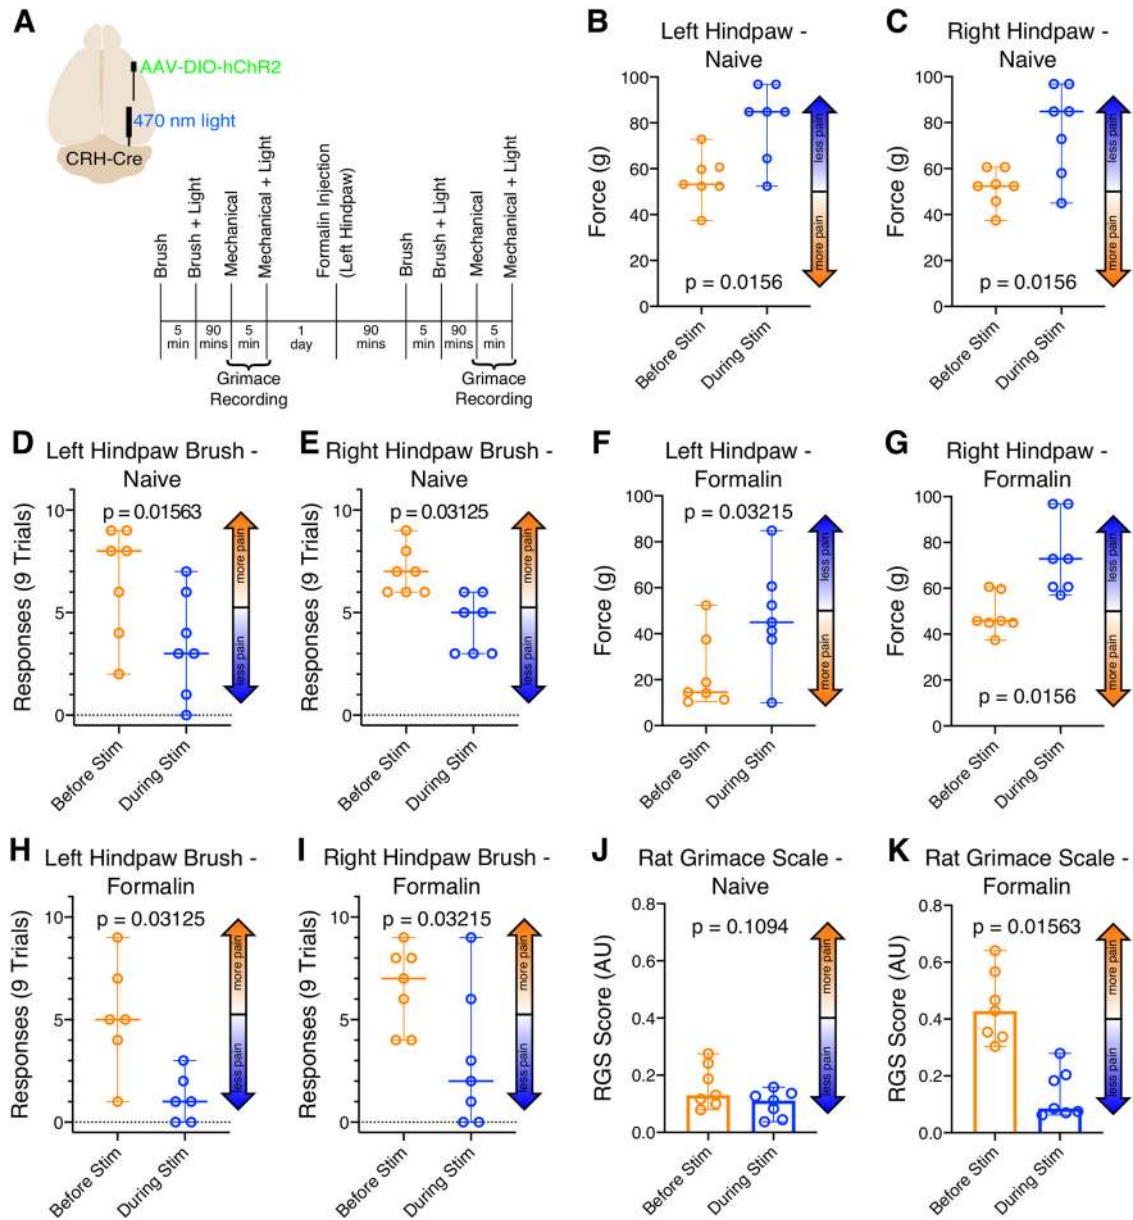 A
AAV-DIO-hChR2
470 nm light
CRH-Cre
Brush
Brush + Light
Mechanical
Mechanical + Light
Formalin Injection
(Left Hindpaw)
Brush
Brush + Light
Mechanical
Mechanical + Light
5 min
90 mins
5 min
1 day
90 mins
5 min
90 mins
5 min
Grimace
Recording
Grimace
Recording
B
Left Hindpaw -
Naive
Force (g)
100
80
60
40
20
0
p = 0.0156
less pain
more pain
Before Stim
During Stim
C
Right Hindpaw -
Naive
Force (g)
100
80
60
40
20
0
p = 0.0156
less pain
more pain
Before Stim
During Stim
D
Left Hindpaw Brush -
Naive
p = 0.01563
Responses (9 Trials)
10
5
0
more pain
less pain
Before Stim
During Stim
E
Right Hindpaw Brush -
Naive
p = 0.03125
Responses (9 Trials)
10
5
0
more pain
less pain
Before Stim
During Stim
F
Left Hindpaw -
Formalin
p = 0.03215
Force (g)
100
80
60
40
20
0
less pain
more pain
Before Stim
During Stim
G
Right Hindpaw -
Formalin
Force (g)
100
80
60
40
20
0
p = 0.0156
less pain
more pain
Before Stim
During Stim
H
Left Hindpaw Brush -
Formalin
p = 0.03125
Responses (9 Trials)
10
5
0
more pain
less pain
Before Stim
During Stim
I
Right Hindpaw Brush -
Formalin
p = 0.03215
Responses (9 Trials)
10
5
0
more pain
less pain
Before Stim
During Stim
J
Rat Grimace Scale -
Naive
p = 0.1094
RGS Score (AU)
0.8
0.6
0.4
0.2
0.0
more pain
less pain
Before Stim
During Stim
K
Rat Grimace Scale -
Formalin
p = 0.01563
RGS Score (AU)
0.8
0.6
0.4
0.2
0.0
more pain
less pain
Before Stim
During Stim